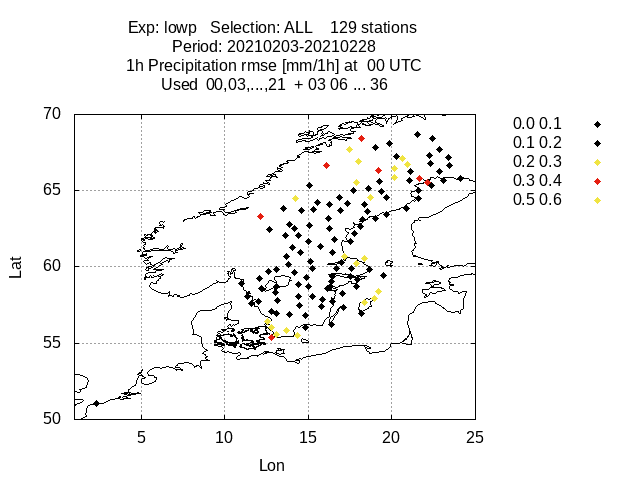 Exp: lowp   Selection: ALL    129 stations
Period: 20210203-20210228
1h Precipitation rmse [mm/1h] at  00 UTC
Used  00,03,...,21  + 03 06 ... 36
70
65
60
55
50
Lat
5
10
15
20
25
Lon
0.0 0.1
0.1 0.2
0.2 0.3
0.3 0.4
0.5 0.6